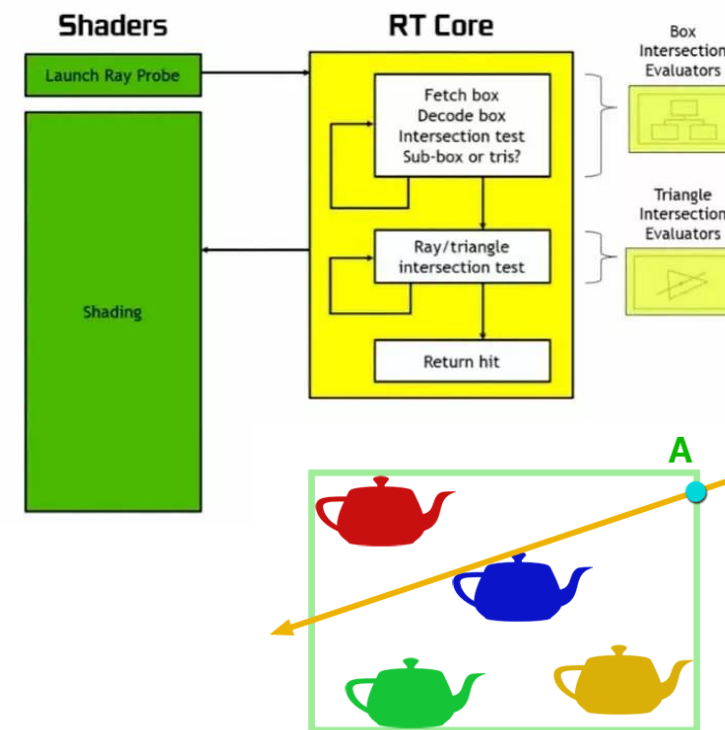 Shaders
RT Core
Launch Ray Probe
Shading
Fetch box
Decode box
Intersection test
Sub-box or tris?
Ray/triangle
intersection test
Return hit
Box
Intersection
Evaluators
Triangle
Intersection
Evaluators
A